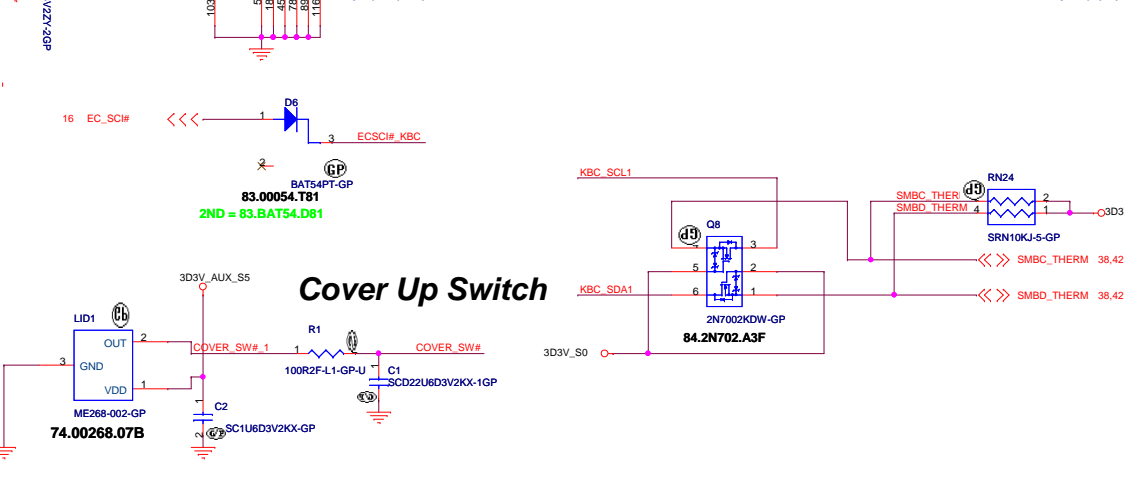 V2ZY-2GP
103
5
18
45
78
89
116
16 EC_SCI#
D6
1
3
ECSCI#_KBC
2
GP
BAT54PT-GP
83.00054.T81
2ND = 83.BAT54.D81
KBC_SCL1
SMBC_THER
SMBD_THERM
GP
RN24
2
4
1
3D3
SRN10KJ-5-GP
GP
Q8
3
5
2
6
1
KBC_SDA1
SMBC_THERM 38,42
SMBD_THERM 38,42
2N7002KDW-GP
84.2N702.A3F
3D3V_S0
3D3V_AUX_S5
Cover Up Switch
LID1
OUT
2
COVER_SW#_1
R1
1
COVER_SW#
100R2F-L1-GP-U
3
GND
VDD
1
ME268-002-GP
74.00268.07B
1
C2
2
SC1U6D3V2KX-GP
1
C1
SCD22U6D3V2KX-1GP